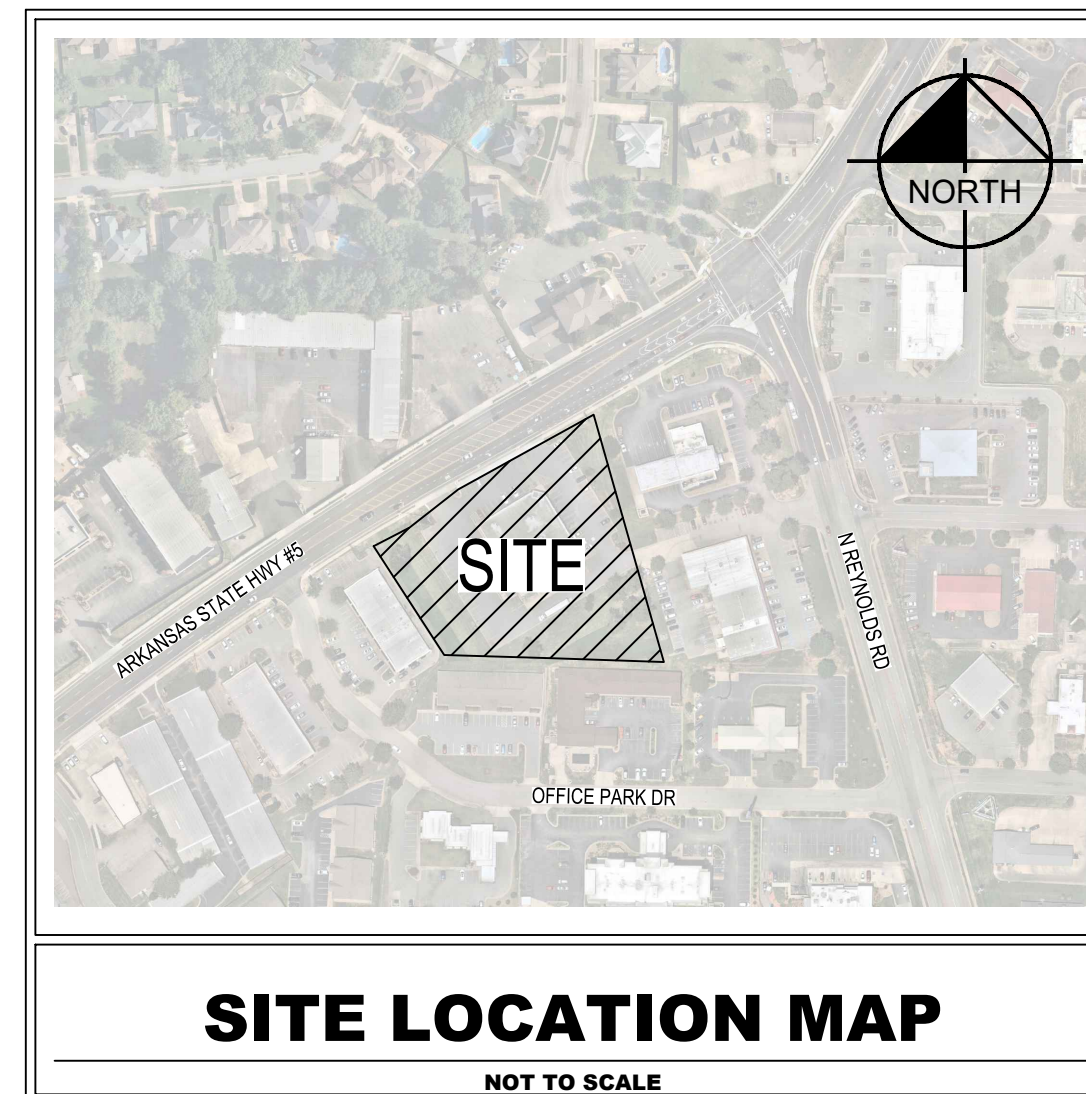 NORTH
SITE
ARKANSAS STATE HWY #5
N REYNOLDS RD
OFFICE PARK DR
SITE LOCATION MAP
NOT TO SCALE